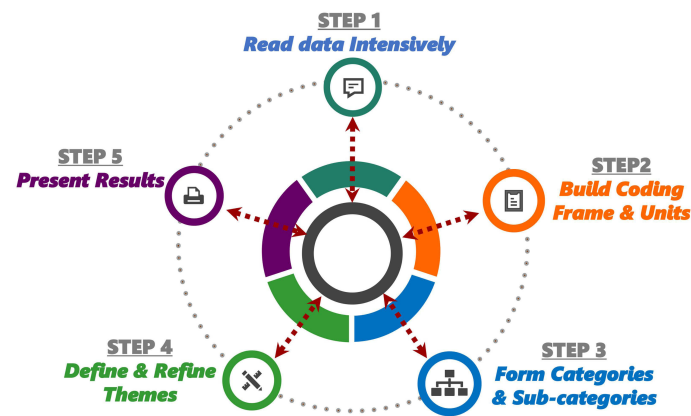 STEP 1
Read data Intensively
STEP2
Build Coding
Frame & Units
STEP 3
Form Categories
& Sub-categories
STEP 4
Define & Refine
Themes
STEP 5
Present Results